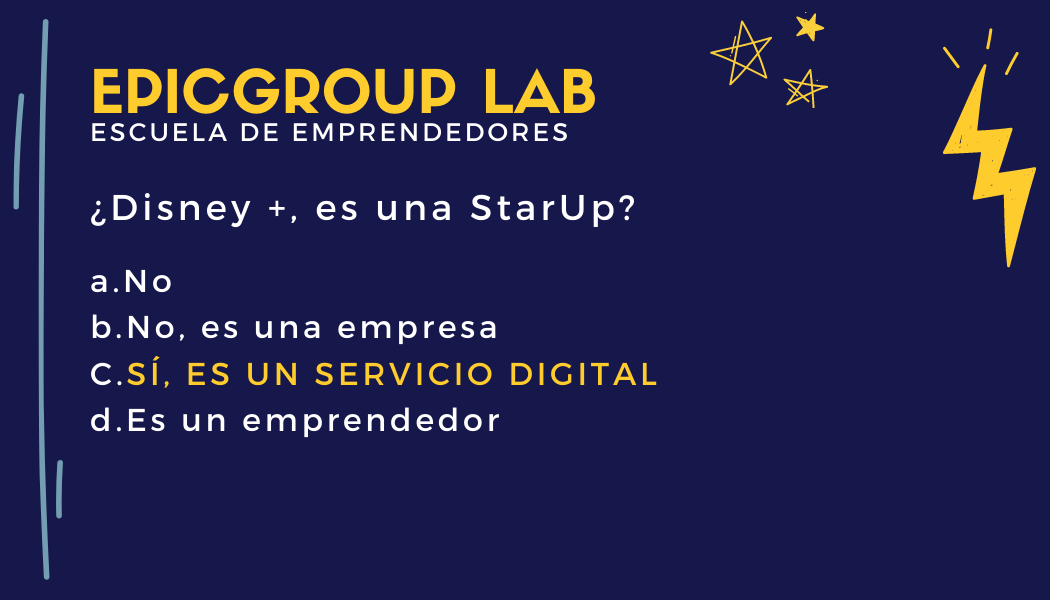 EPICGROUP LAB
ESCUELA DE EMPRENDEDORES
¿Disney +, es una StarUp?
a.No
b.No, es una empresa
C.SÍ, ES UN SERVICIO DIGITAL
d.Es un emprendedor